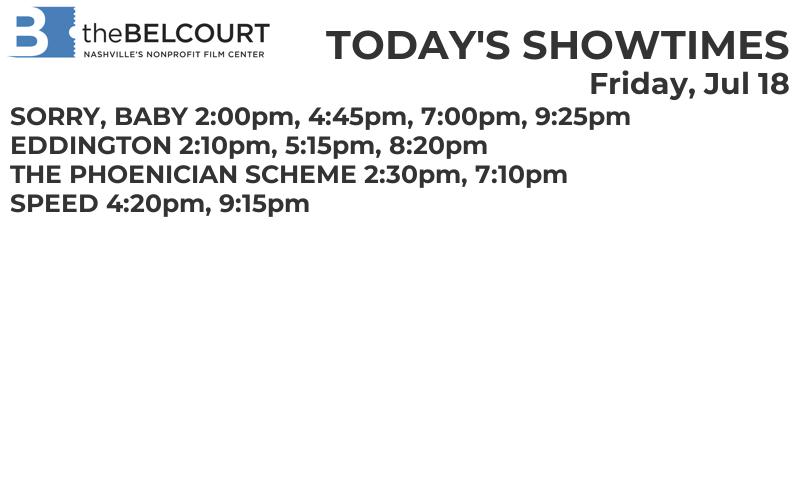 B theBELCOURT
NASHVILLE'S NONPROFIT FILM CENTER
TODAY'S SHOWTIMES
Friday, Jul 18
SORRY, BABY 2:00pm, 4:45pm, 7:00pm, 9:25pm
EDDINGTON 2:10pm, 5:15pm, 8:20pm
THE PHOENICIAN SCHEME 2:30pm, 7:10pm
SPEED 4:20pm, 9:15pm